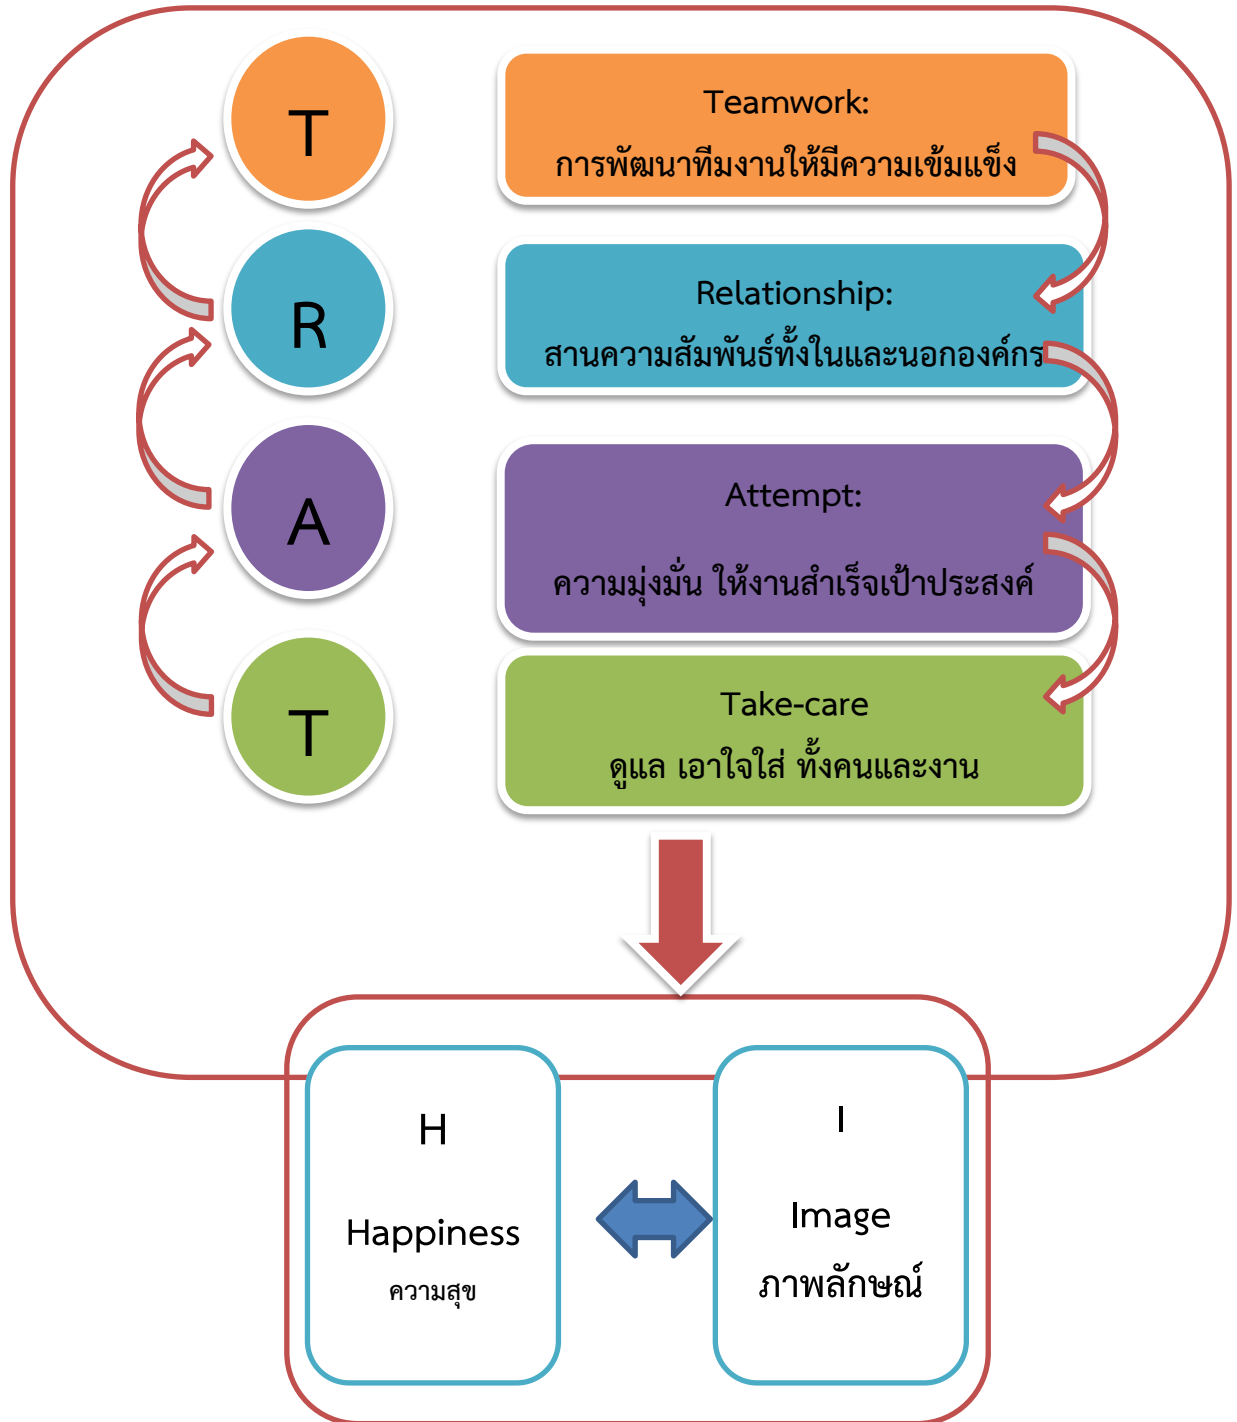 T
Teamwork:
การพัฒนาทีมงานให้มีความเข้มแข็ง
R
Relationship:
สานความสัมพันธ์ทั้งในและนอกองค์กร
A
Attempt:
ความมุ่งมั่น ให้งานสำเร็จเป้าประสงค์
T
Take-care
ดูแล เอาใจใส่ ทั้งคนและงาน
H
Happiness
ความสุข
I
Image
ภาพลักษณ์